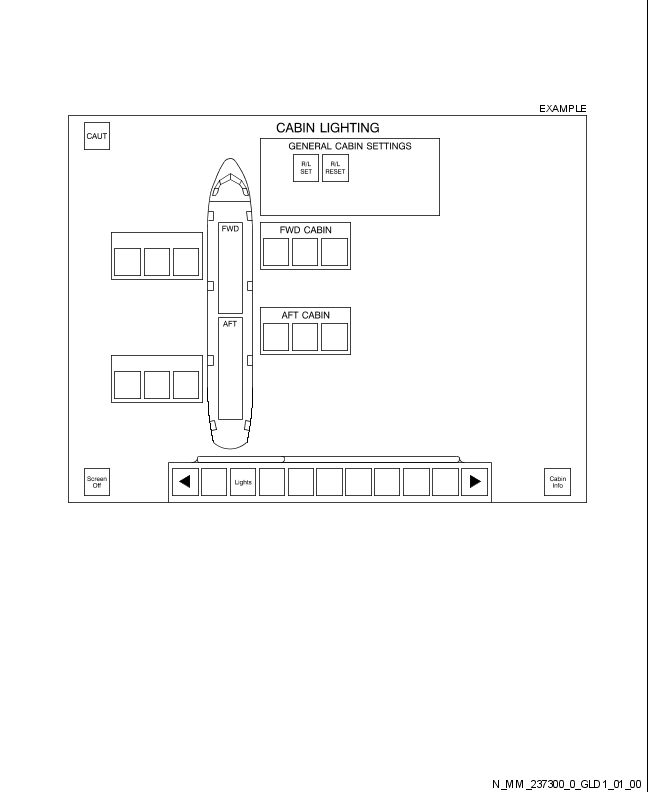 EXAMPLE
CAUT
CABIN LIGHTING
GENERAL CABIN SETTINGS
R/L
SET
R/L
RESET
FWD
FWD CABIN
AFT CABIN
AFT
Screen
Off
Lights
Cabin
Info
N_MM_237300_0_GLD1_01_00